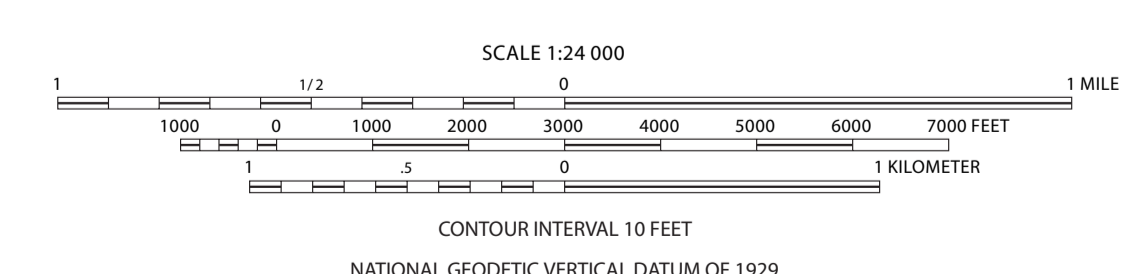 SCALE 1:24 000
1 1/2 0 1 MILE
1000 0 1000 2000 3000 4000 5000 6000 7000 FEET
1 .5 0 1 KILOMETER
CONTOUR INTERVAL 10 FEET
NATIONAL GEODETIC VERTICAL DATUM OF 1929